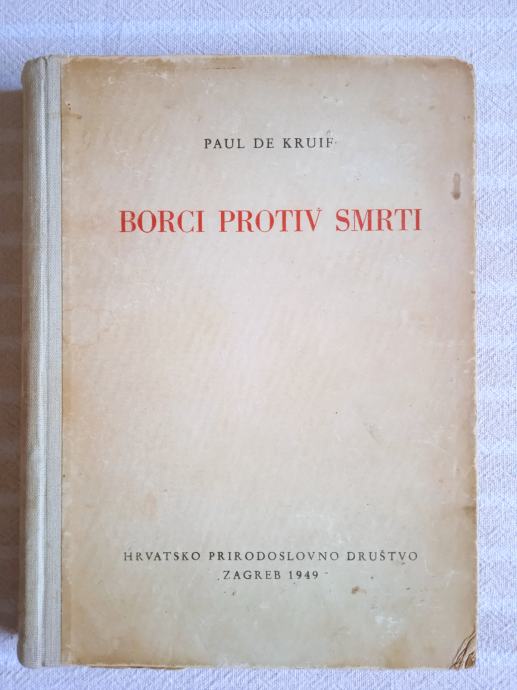 PAUL DE KRUIF
BORCI PROTIV SMRTI
HRVATSKO PRIRODOSLOVNO DRUŠTVO
ZAGREB 1949